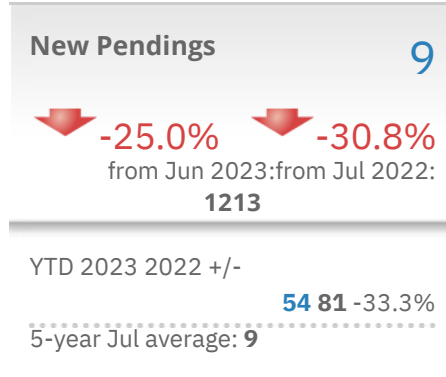 New Pendings 9
-25.0% -30.8%
from Jun 2023:from Jul 2022:
1213
YTD 2023 2022 +/-
54 81 -33.3%
5-year Jul average: 9